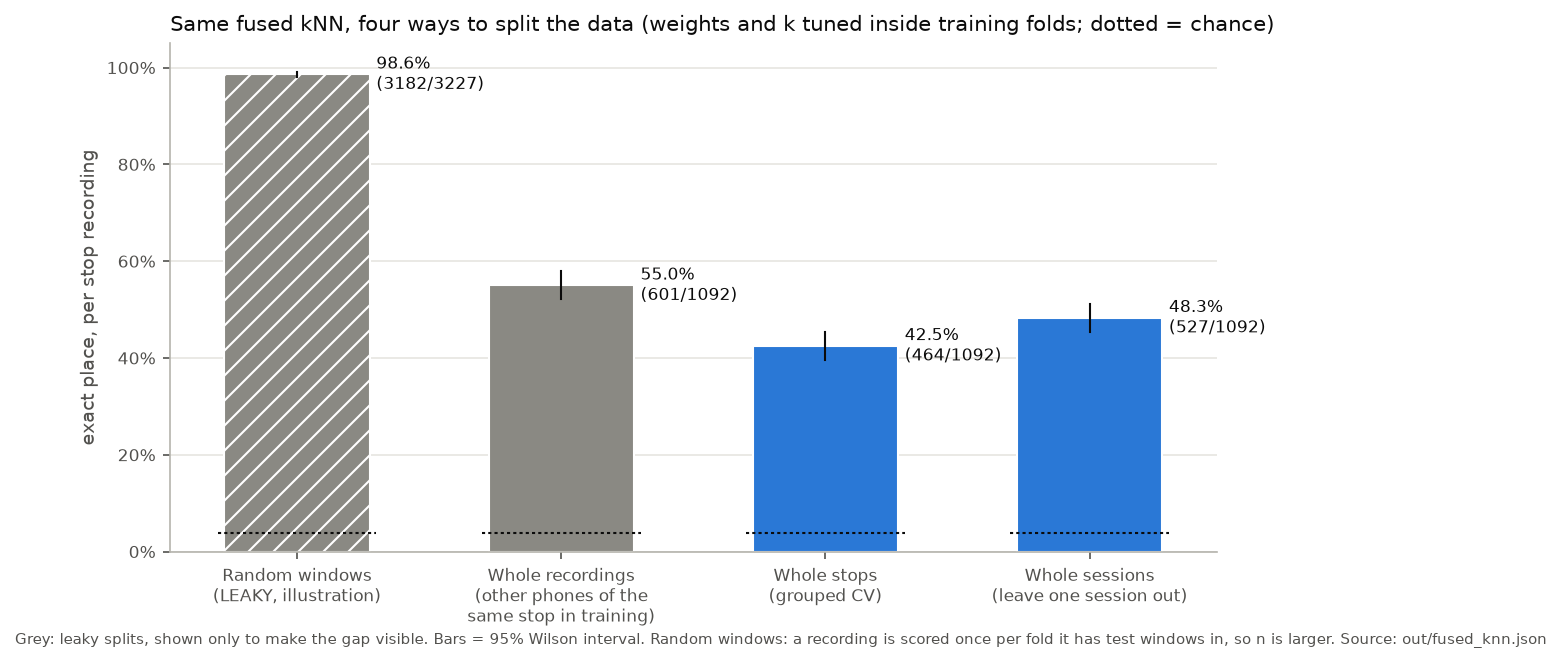 Same fused kNN, four ways to split the data (weights and k tuned inside training folds; dotted = chance)
exact place, per stop recording
100%
80%
60%
40%
20%
0%
98.6%
(3182/3227)
55.0%
(601/1092)
42.5%
(464/1092)
48.3%
(527/1092)
Random windows
(LEAKY, illustration)
Whole recordings
(other phones of the
same stop in training)
Whole stops
(grouped CV)
Whole sessions
(leave one session out)
Grey: leaky splits, shown only to make the gap visible. Bars = 95% Wilson interval. Random windows: a recording is scored once per fold it has test windows in, so n is larger. Source: out/fused_knn.json